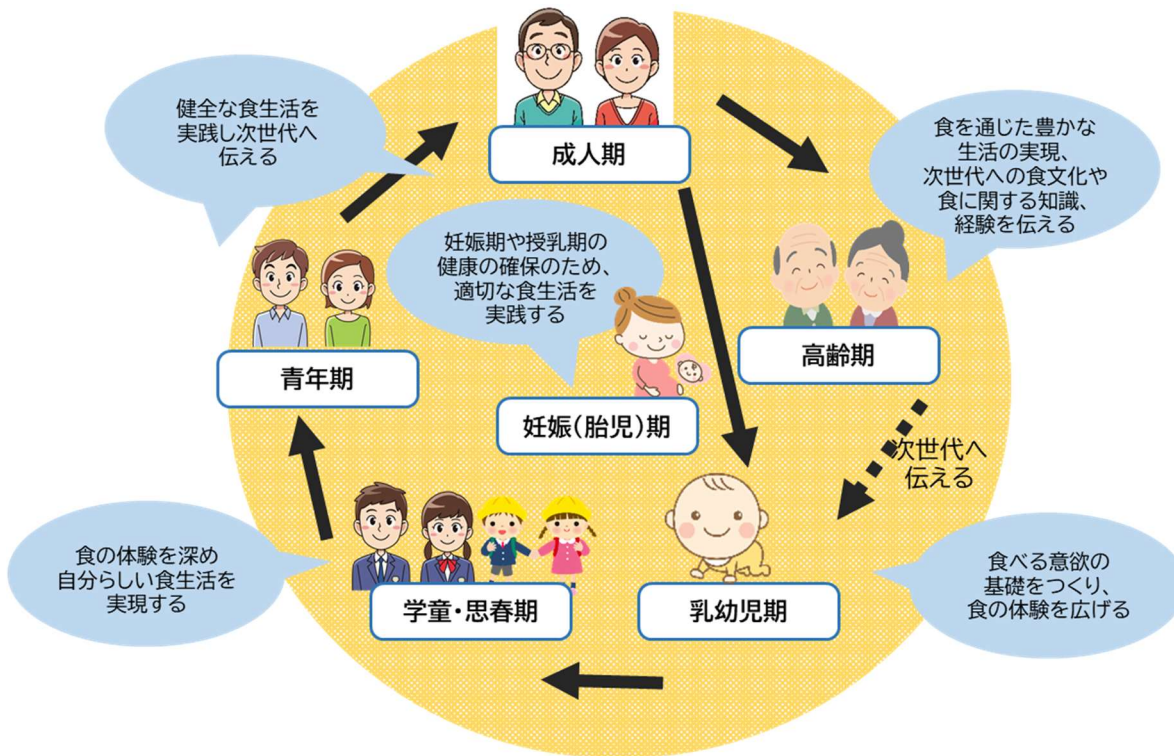 成人期
健全な食生活を
実践し次世代へ
伝える
食を通じた豊かな
生活の実現、
次世代への食文化や
食に関する知識、
経験を伝える
妊娠期や授乳期の
健康の確保のため、
適切な食生活を
実践する
青年期
高齢期
妊娠(胎児)期
次世代へ
伝える
食の体験を深め
自分らしい食生活を
実現する
学童・思春期
乳幼児期
食べる意欲の
基礎をつくり、
食の体験を広げる